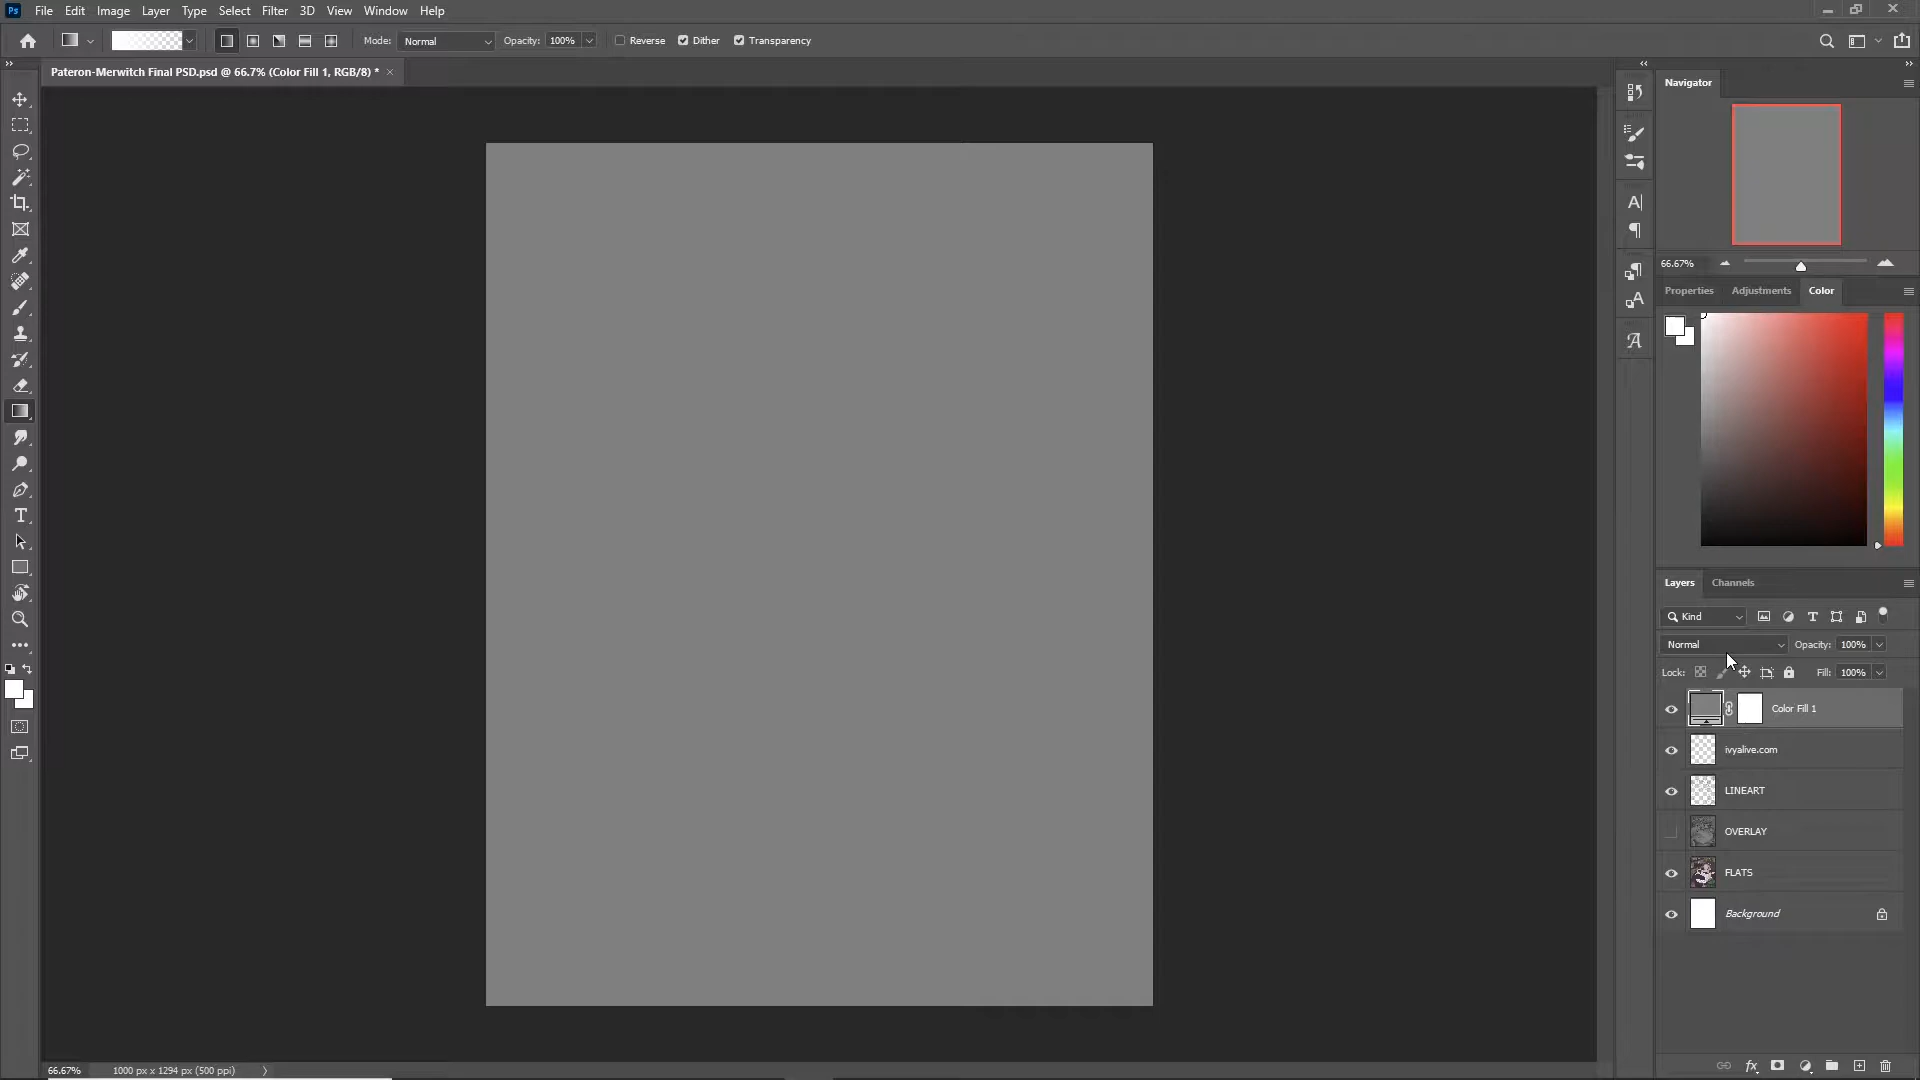 Ps File Edit Image Layer Type Select Filter 3D View Window Help
Mode: Normal Opacity: 100% Reverse Dither Transparency
Pateron-Merwitch Final PSD.psd @ 66.7% (Color Fill 1, RGB/8) *
Navigator
66.67%
Properties Adjustments Color
Layers Channels
Kind
Normal Opacity: 100%
Lock: Fill: 100%
Color Fill 1
ivyalive.com
LINEART
OVERLAY
FLATS
Background
66.67% 1000 px x 1294 px (500 ppi)